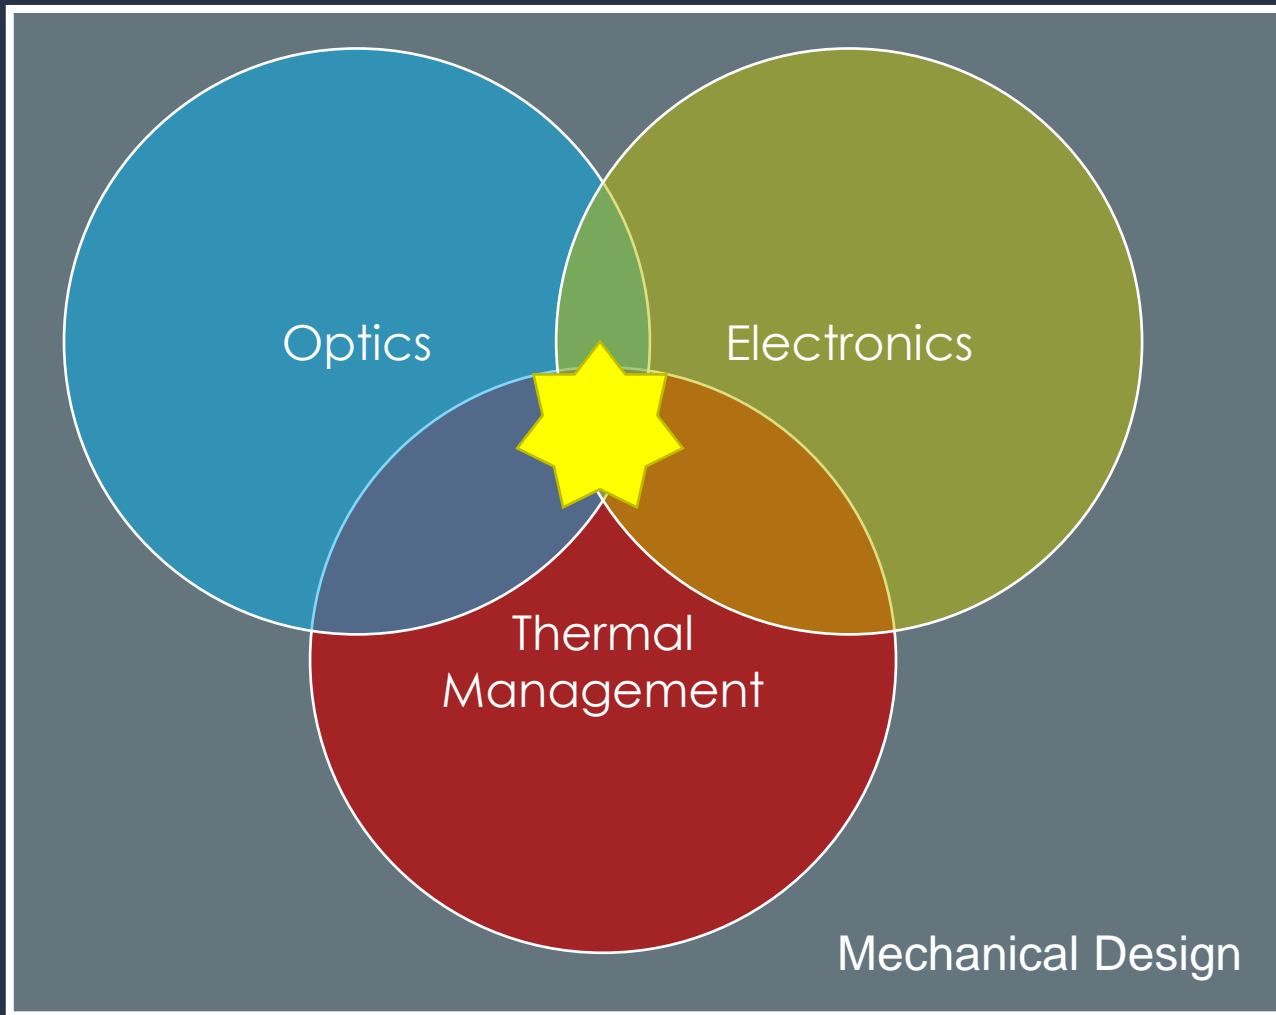 Optics
Electronics
Thermal
Management
Mechanical Design